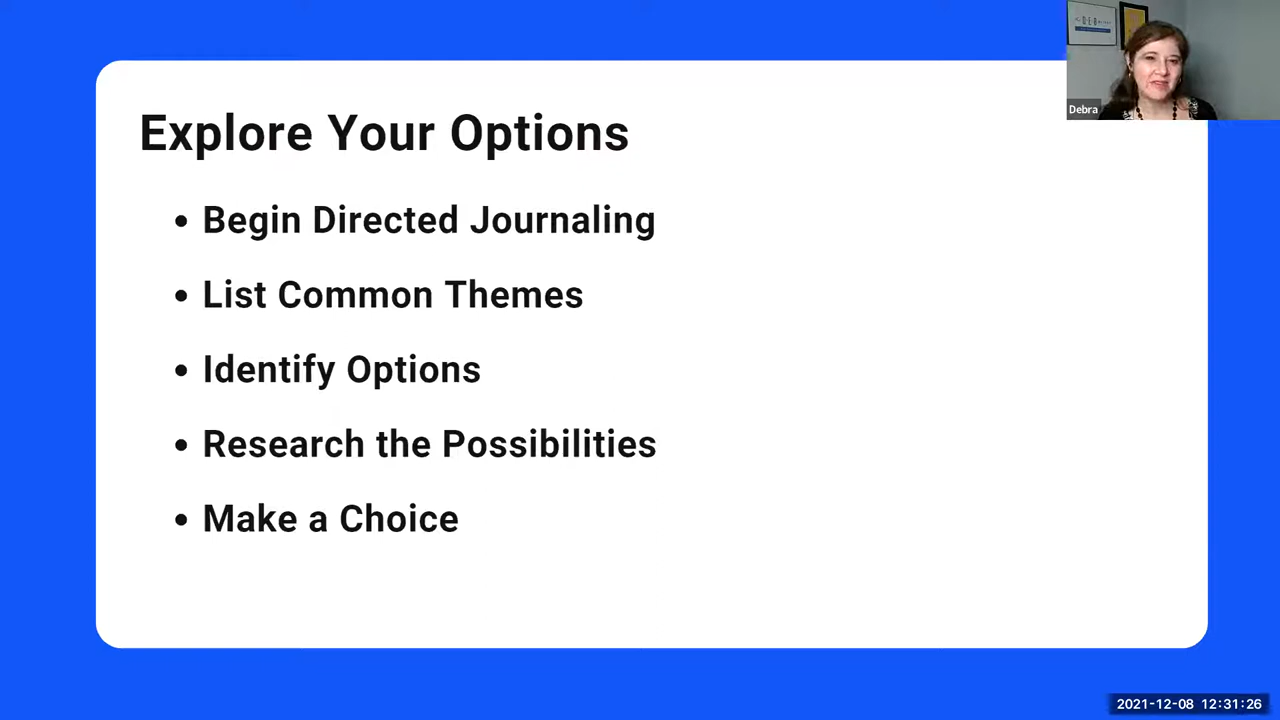 Explore Your Options
• Begin Directed Journaling
• List Common Themes
• Identify Options
• Research the Possibilities
• Make a Choice
Debra
2021-12-08 12:31:26